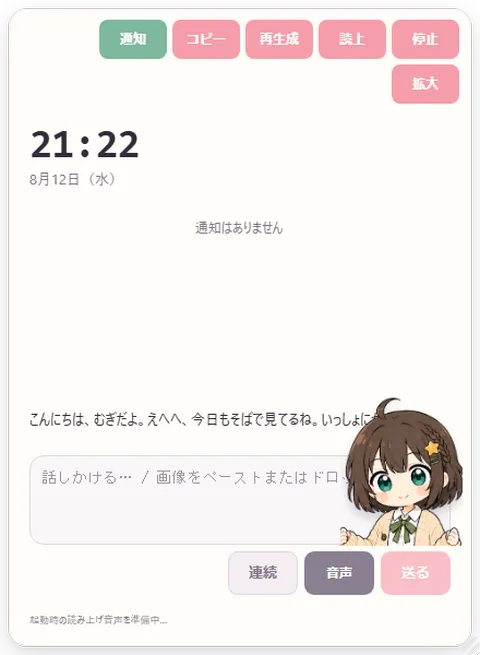 通知 コピー 再生成 読上 停止
拡大
21:22
8月12日（水）
通知はありません
こんにちは、むぎだよ。えへへ、今日もそばで見てるね。いっしょに
話しかける… / 画像をペーストまたはドロ
連続 音声 送る
起動時の読み上げ音声を準備中...